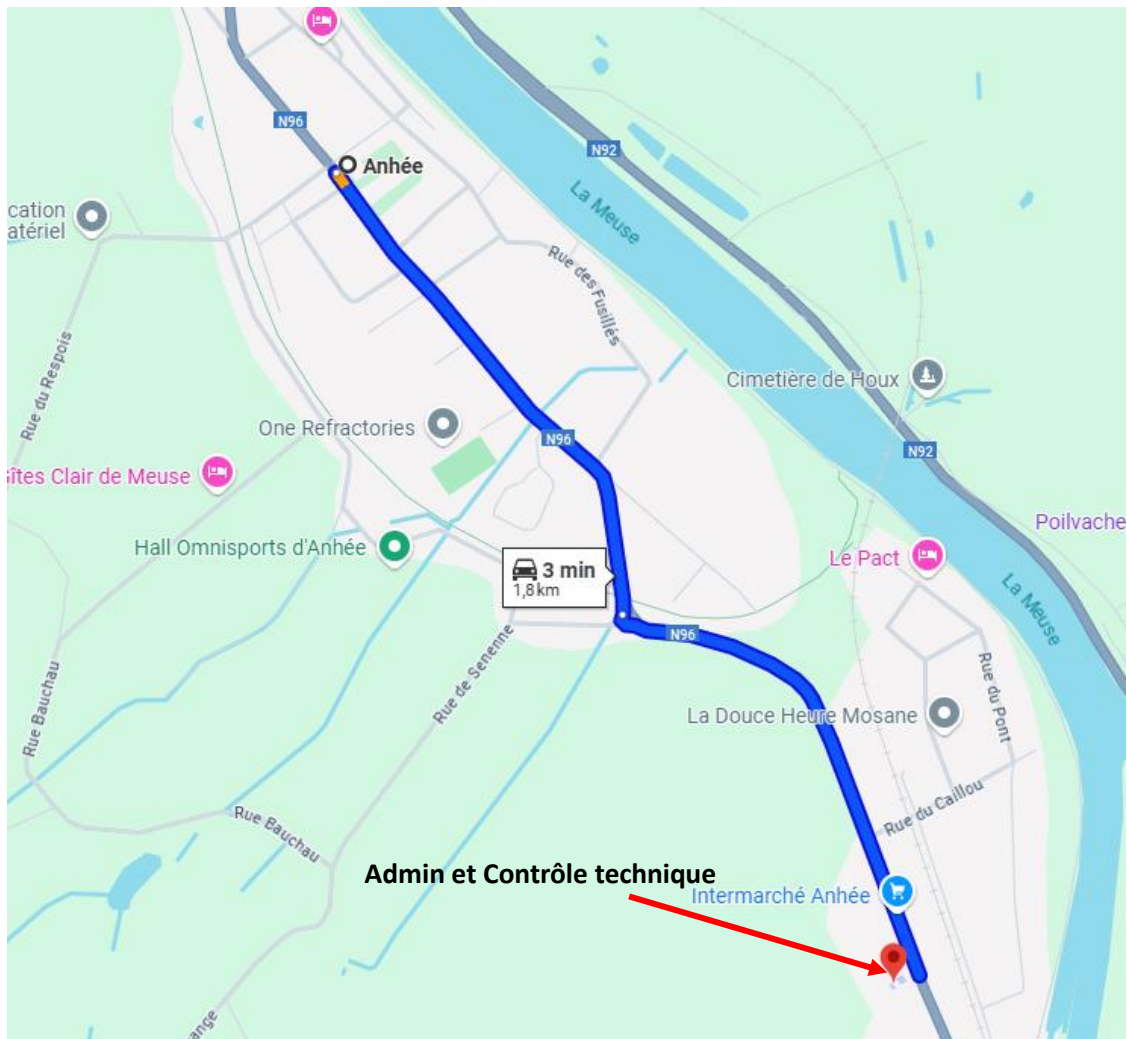 N96
Anhée
N92
cation
atériel
La Meuse
Rue des Fusillés
Rue du Respois
Cimetière de Houx
One Refractories
N96
N92
Gîtes Clair de Meuse
Poilvache
Hall Omnisports d'Anhée
3 min
1,8 km
Le Pact
La Meuse
N96
Rue de Senenne
Rue Bauchau
Rue du Pont
La Douce Heure Mosane
Rue du Caillou
Rue Bauchau
Admin et Contrôle technique
Intermarché Anhée
ange